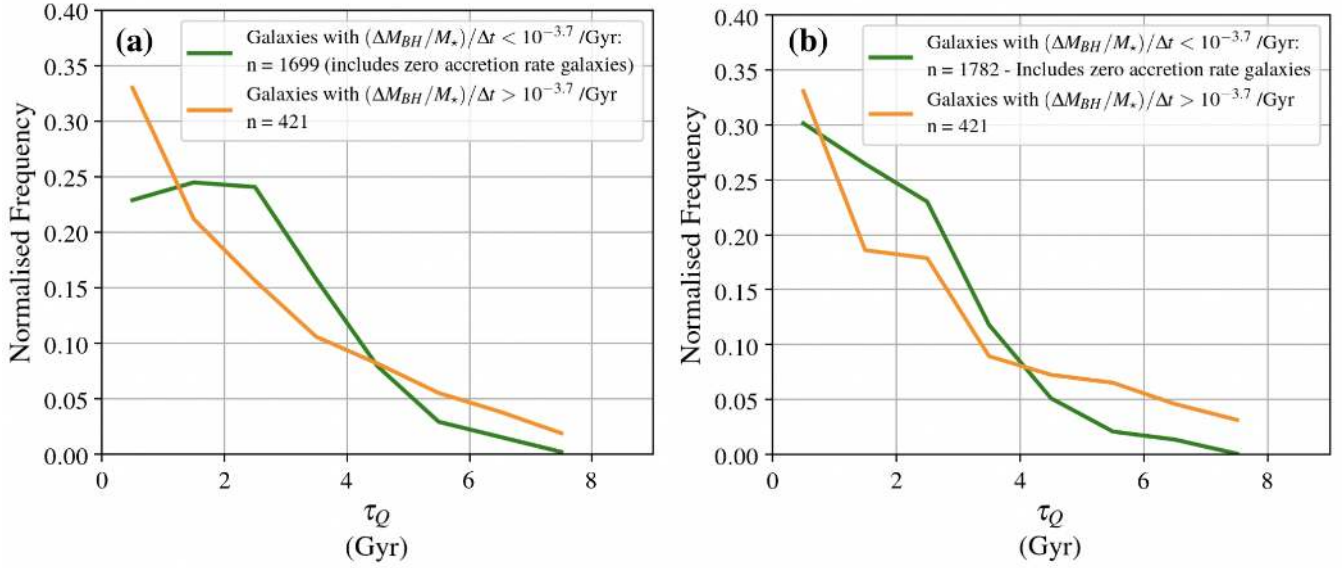 (a)
Galaxies with (ΔM_BH/M⋆)/Δt < 10^−3.7 /Gyr:
n = 1699 (includes zero accretion rate galaxies)
Galaxies with (ΔM_BH/M⋆)/Δt > 10^−3.7 /Gyr
n = 421
Normalised Frequency
0.40
0.35
0.30
0.25
0.20
0.15
0.10
0.05
0.00
0 2 4 6 8
τ_Q
(Gyr)
(b)
Galaxies with (ΔM_BH/M⋆)/Δt < 10^−3.7 /Gyr:
n = 1782 - Includes zero accretion rate galaxies
Galaxies with (ΔM_BH/M⋆)/Δt > 10^−3.7 /Gyr
n = 421
Normalised Frequency
0.40
0.35
0.30
0.25
0.20
0.15
0.10
0.05
0.00
0 2 4 6 8
τ_Q
(Gyr)